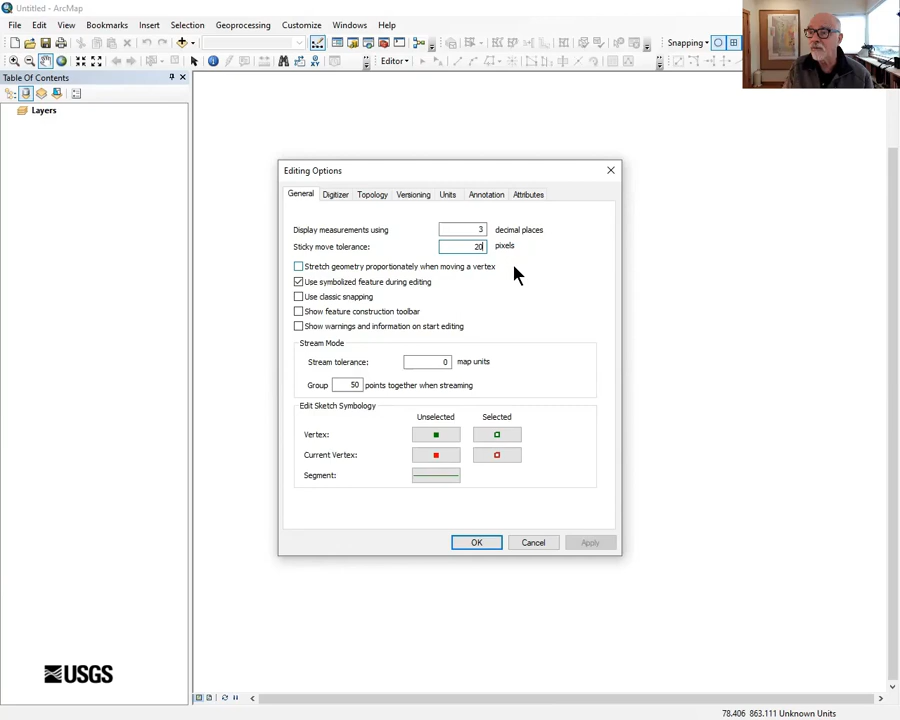 Untitled - ArcMap
File Edit View Bookmarks Insert Selection Geoprocessing Customize Windows Help
Snapping
Editor
Table Of Contents
Layers
Editing Options
General Digitizer Topology Versioning Units Annotation Attributes
Display measurements using 3 decimal places
Sticky move tolerance: 20 pixels
Stretch geometry proportionately when moving a vertex
Use symbolized feature during editing
Use classic snapping
Show feature construction toolbar
Show warnings and information on start editing
Stream Mode
Stream tolerance: 0 map units
Group 50 points together when streaming
Edit Sketch Symbology
Unselected Selected
Vertex:
Current Vertex:
Segment:
OK Cancel Apply
USGS
78.406 863.111 Unknown Units